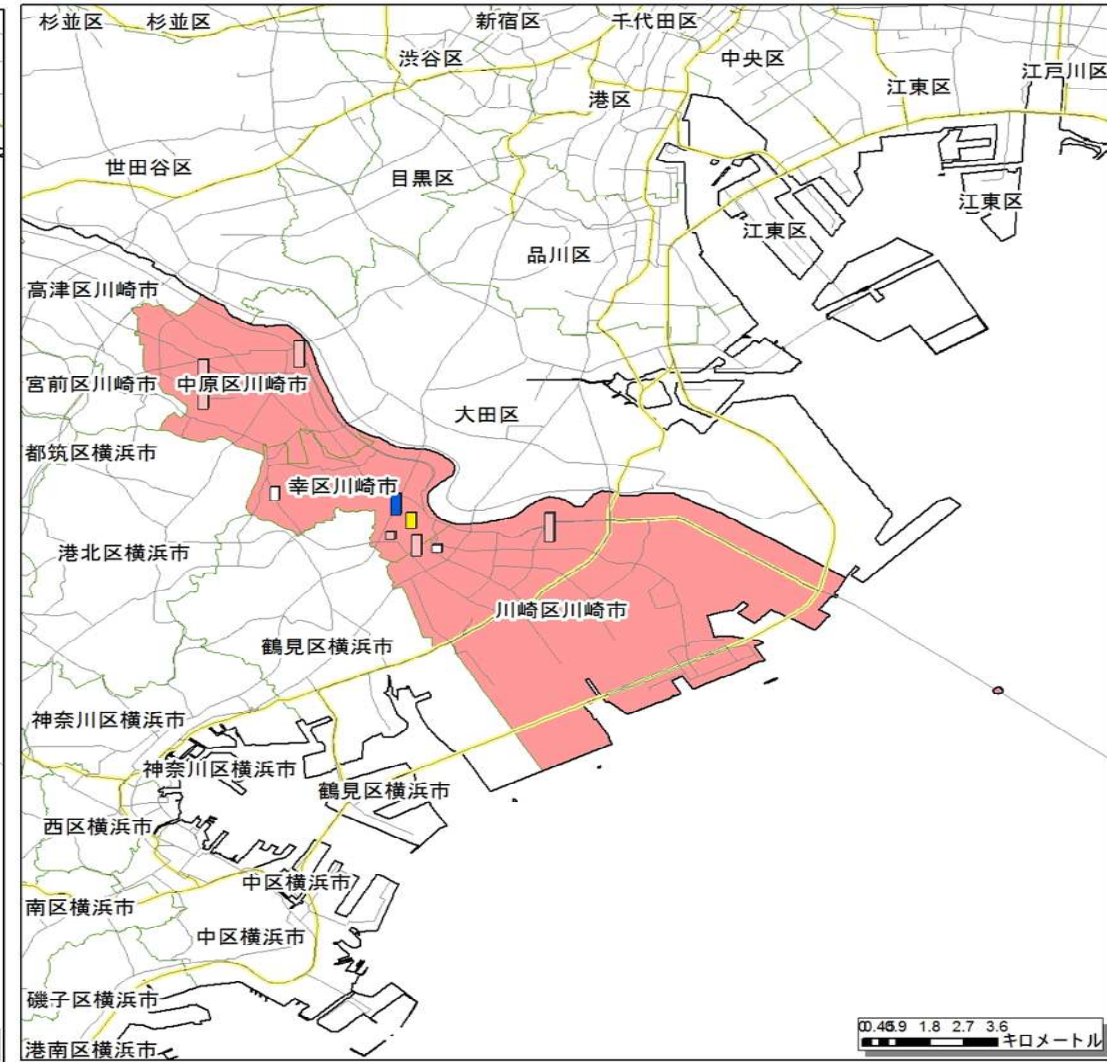 杉並区 杉並区 新宿区 千代田区
渋谷区 中央区
港区 江東区 江戸川区
世田谷区 目黒区
江東区
江東区
品川区
高津区川崎市
宮前区川崎市 中原区川崎市
大田区
都筑区横浜市
幸区川崎市
港北区横浜市
川崎区川崎市
鶴見区横浜市
神奈川区横浜市
神奈川区横浜市
鶴見区横浜市
西区横浜市
中区横浜市
南区横浜市
中区横浜市
磯子区横浜市
港南区横浜市
0 0.45 0.9 1.8 2.7 3.6
キロメートル